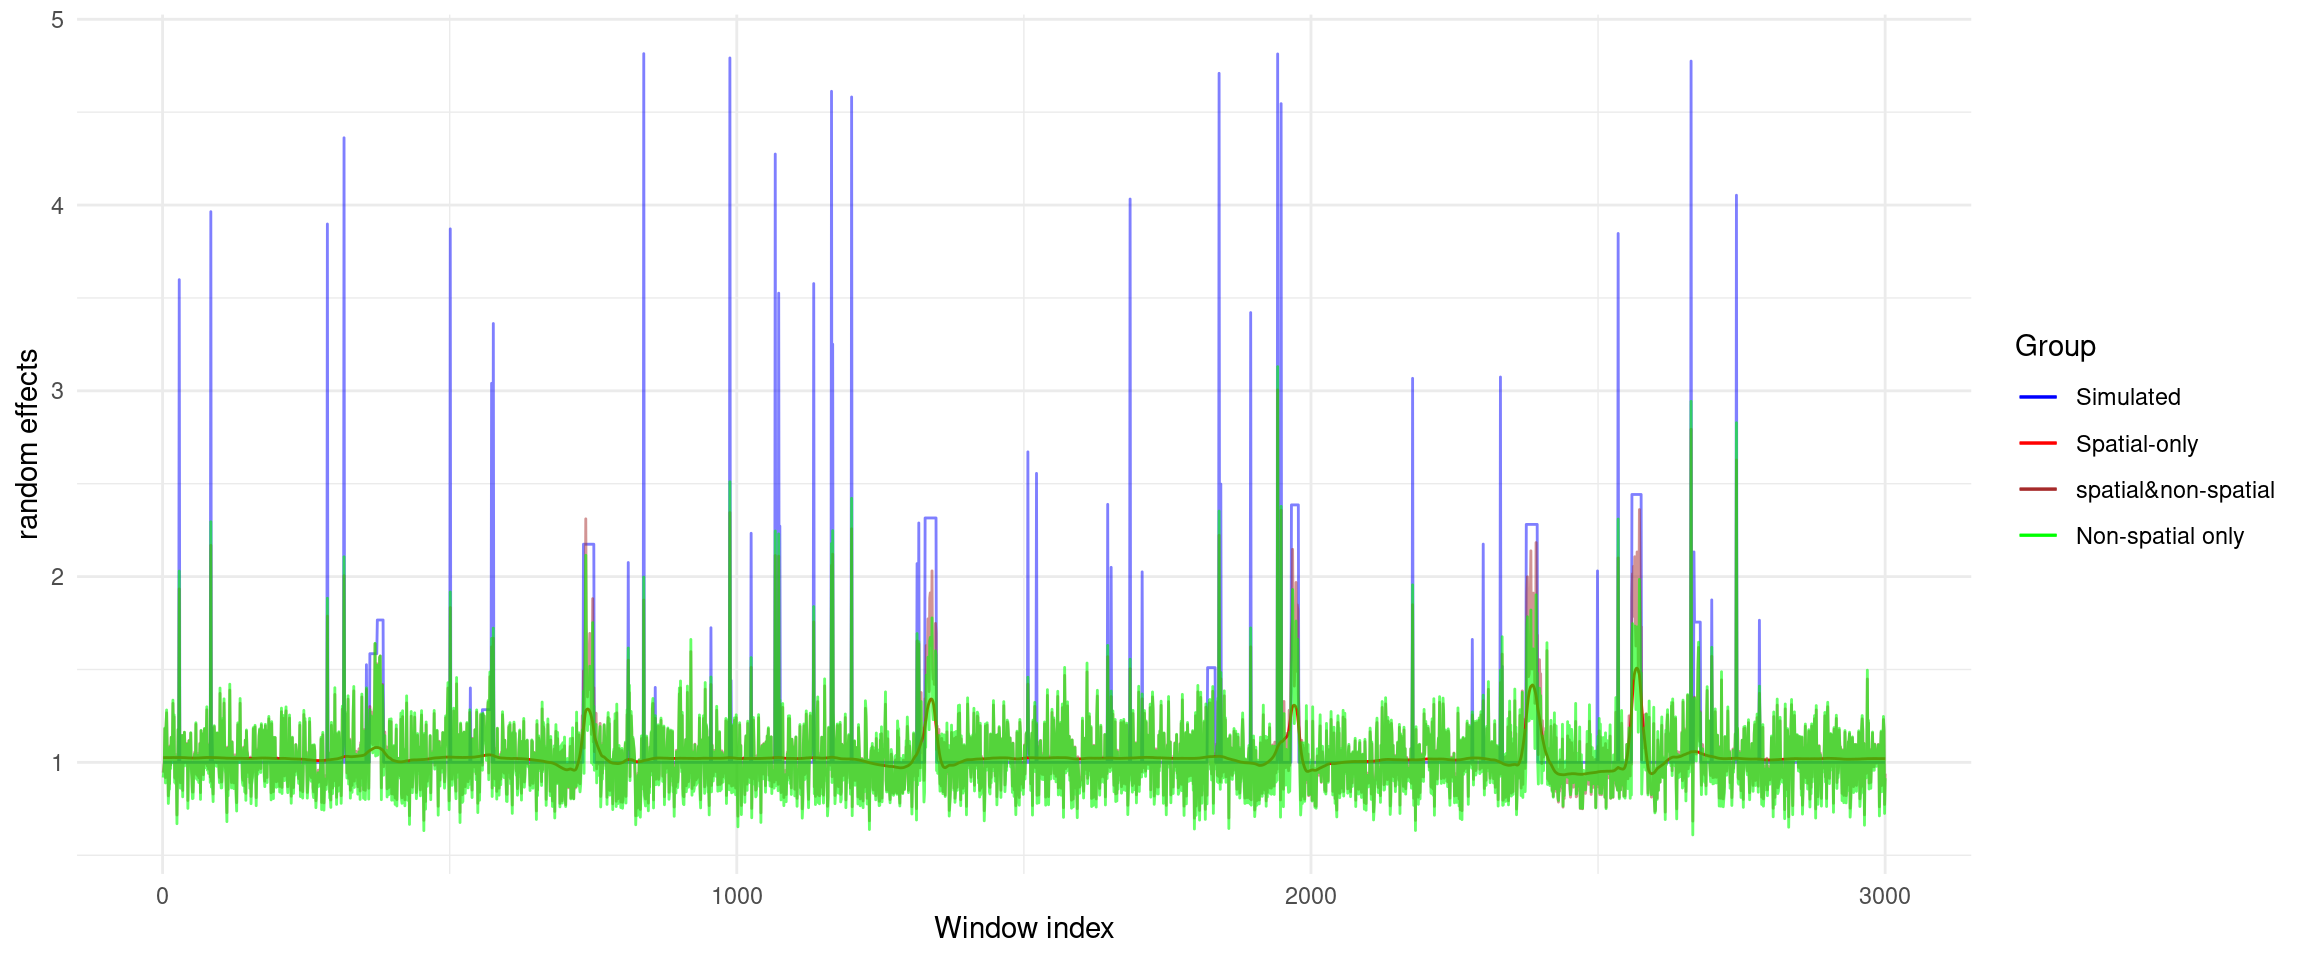 random effects
5
4
3
2
1
0
1000
2000
3000
Window index
Group
Simulated
Spatial-only
spatial&non-spatial
Non-spatial only